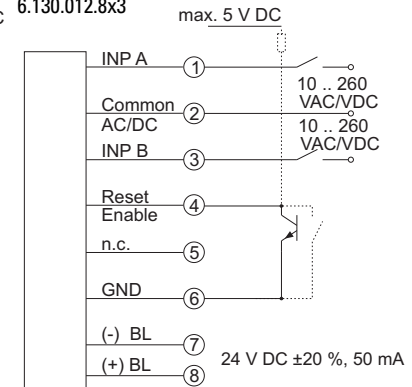 C 6.130.012.8x3
max. 5 V DC
INP A
1
10 .. 260
VAC/VDC
Common
AC/DC
2
10 .. 260
VAC/VDC
INP B
3
Reset
Enable
4
n.c.
5
GND
6
(-) BL
7
24 V DC ±20 %, 50 mA
(+) BL
8